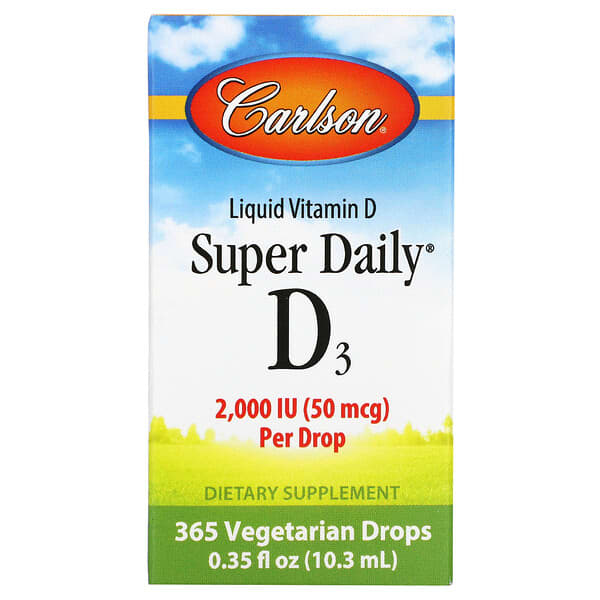 Carlson®
Liquid Vitamin D
Super Daily®
D3
2,000 IU (50 mcg)
Per Drop
DIETARY SUPPLEMENT
365 Vegetarian Drops
0.35 fl oz (10.3 mL)